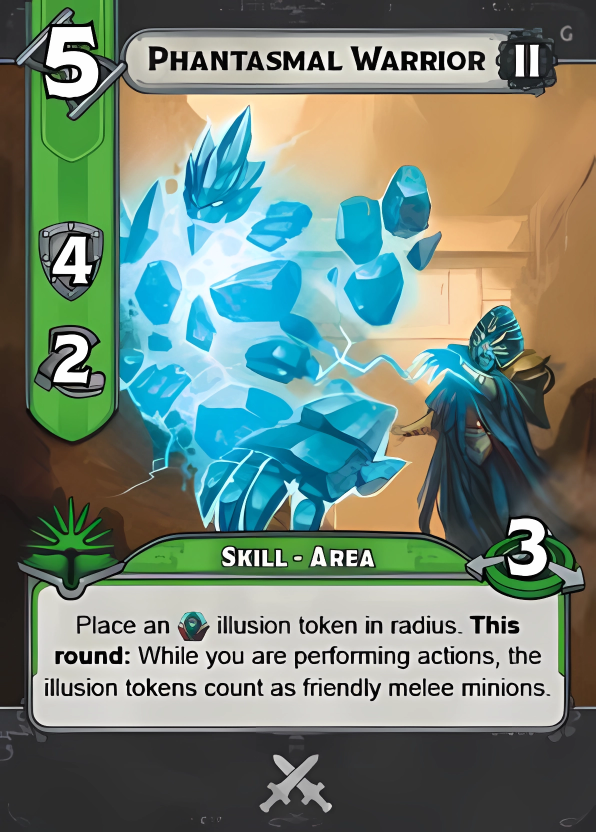 5
PHANTASMAL WARRIOR
II
G
4
2
SKILL - AREA
3
Place an illusion token in radius. This
round: While you are performing actions, the
illusion tokens count as friendly melee minions.